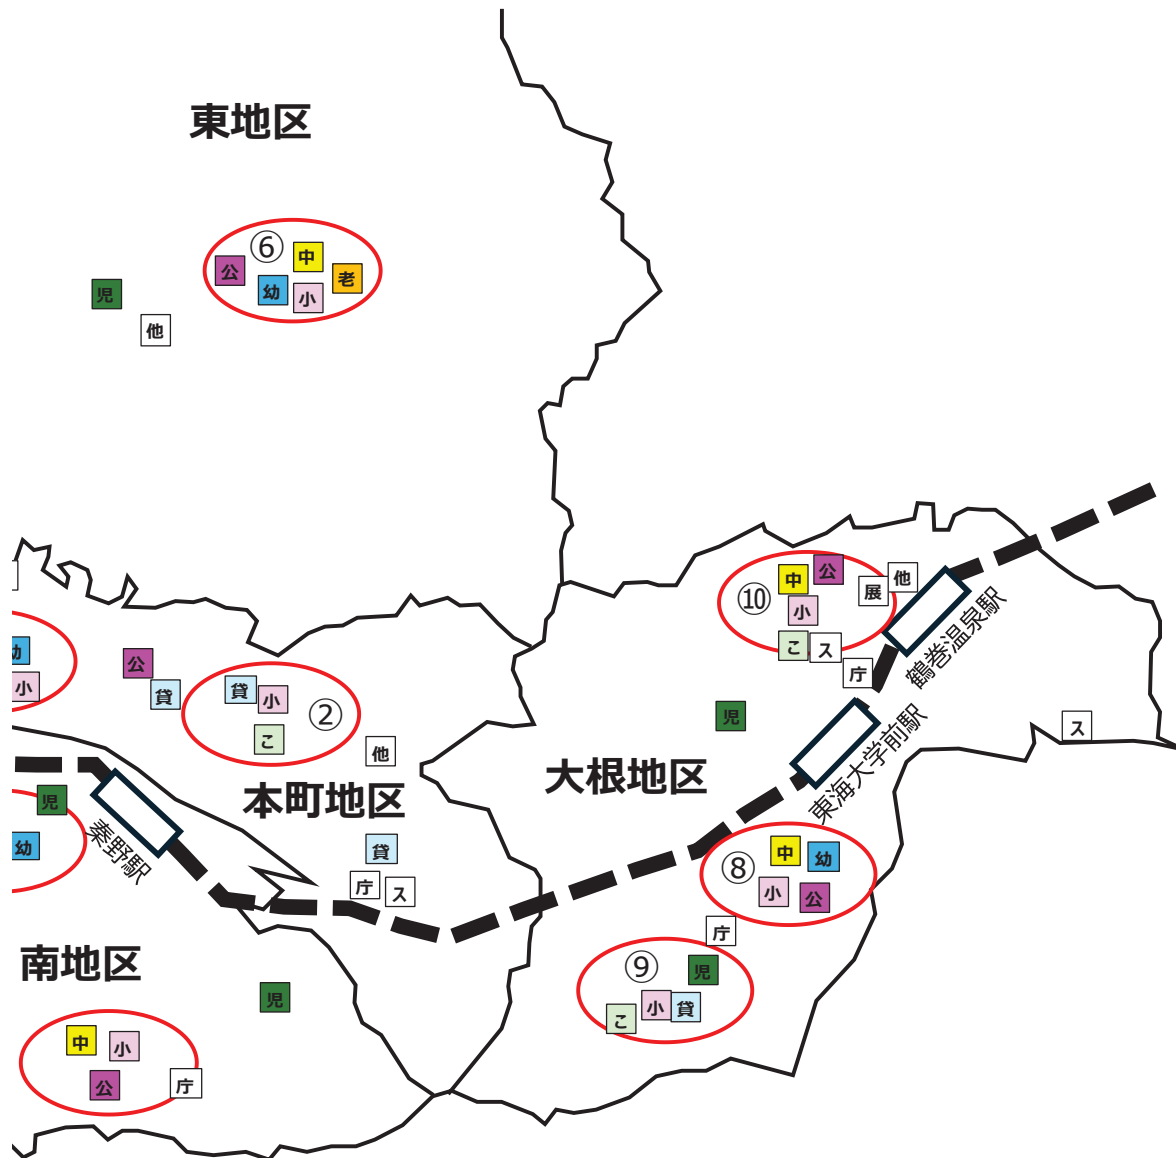 東地区
⑥
中
公
老
幼
小
児
他
中
公
⑩
展
他
小
こ
ス
庁
鶴巻温泉駅
幼
小
公
貸
貸
小
②
こ
他
児
ス
東海大学前駅
大根地区
本町地区
児
幼
秦野駅
貸
庁
ス
⑧
中
幼
小
公
庁
南地区
⑨
児
小
貸
こ
児
中
小
公
庁